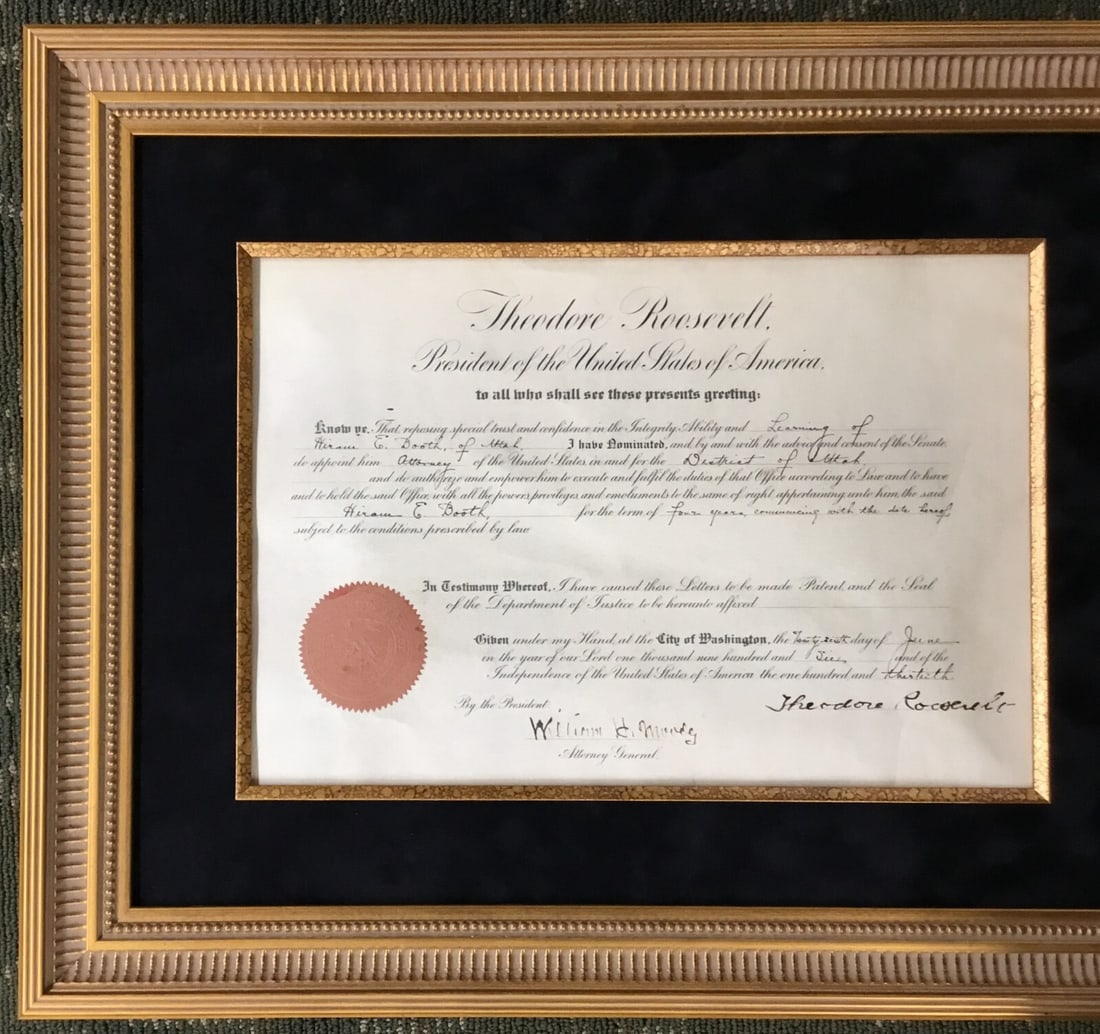 Theodore Roosevelt,
President of the United States of America,
to all who shall see these presents greeting:
Know ye, That reposing special trust and confidence in the Integrity, Ability and Learning of
Hiram E. Booth, of Utah, I have Nominated, and, by and with the advice and consent of the Senate,
do appoint him Attorney of the United States in and for the District of Utah,
and do authorize and empower him to execute and fulfil the duties of that Office according to Law and to have
and to hold the said Office, with all the powers, privileges, and emoluments to the same of right appertaining unto him, the said
Hiram E. Booth, for the term of four years, commencing with the date hereof,
subject to the conditions prescribed by law
In Testimony Whereof, I have caused these Letters to be made Patent and the Seal
of the Department of Justice to be hereunto affixed
Given under my Hand, at the City of Washington, the day of June
in the year of our Lord one thousand nine hundred and and of the
Independence of the United States of America the one hundred and thirtieth
By the President:
Theodore Roosevelt
William H. Moody
Attorney General.